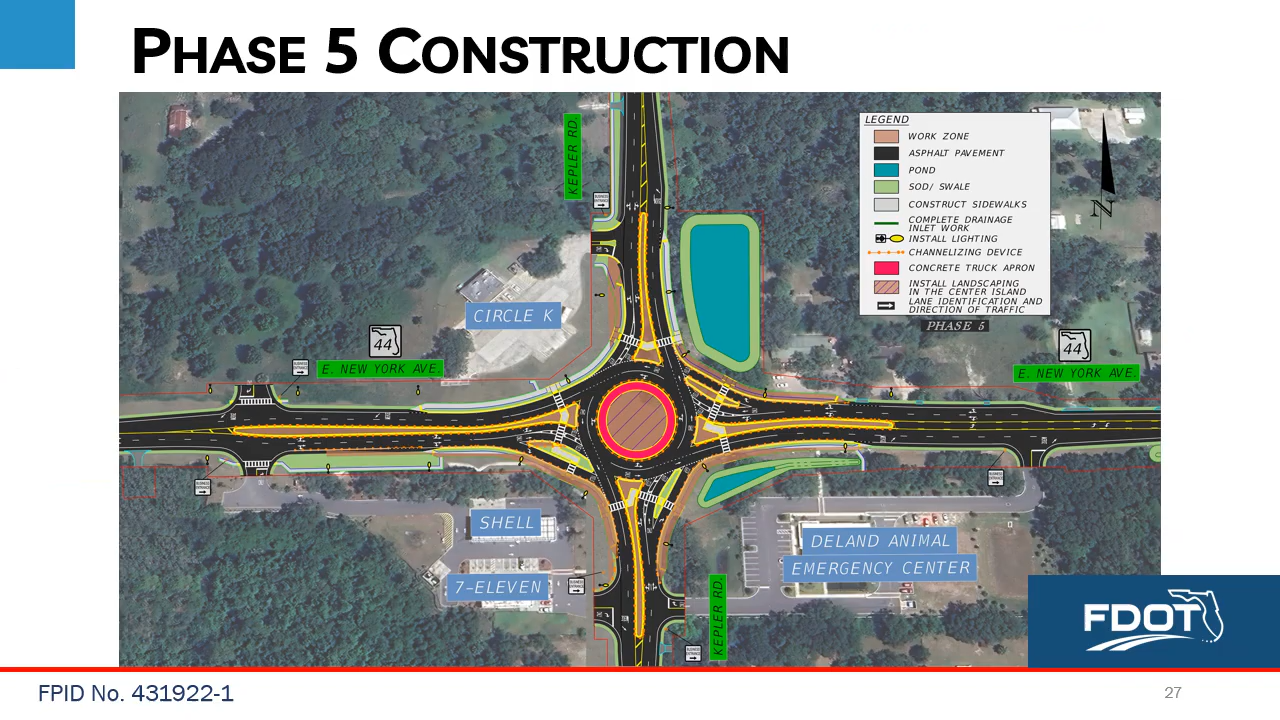 PHASE 5 CONSTRUCTION
KEPLER RD.
LEGEND
WORK ZONE
ASPHALT PAVEMENT
POND
SOD/ SWALE
CONSTRUCT SIDEWALKS
COMPLETE DRAINAGE
INLET WORK
INSTALL LIGHTING
CHANNELIZING DEVICE
CONCRETE TRUCK APRON
INSTALL LANDSCAPING
IN THE CENTER ISLAND
LANE IDENTIFICATION AND
DIRECTION OF TRAFFIC
PHASE 5
N
CIRCLE K
44
E. NEW YORK AVE.
44
E. NEW YORK AVE.
SHELL
7-ELEVEN
DELAND ANIMAL
EMERGENCY CENTER
KEPLER RD.
FDOT
FPID No. 431922-1
27